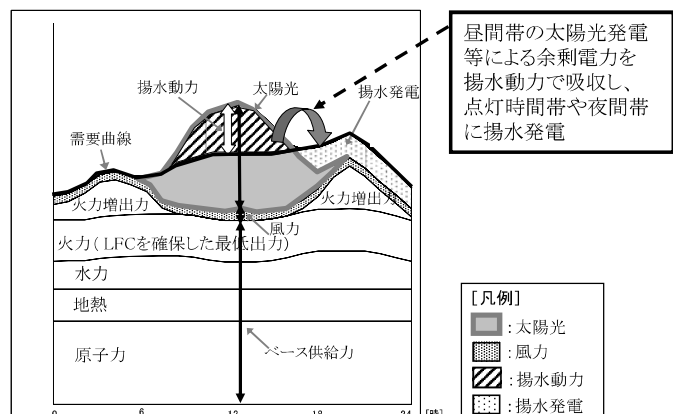 昼間帯の太陽光発電
等による余剰電力を
揚水動力で吸収し、
点灯時間帯や夜間帯
に揚水発電
揚水動力
太陽光
揚水発電
需要曲線
火力増出力
火力増出力
風力
火力(LFCを確保した最低出力)
水力
地熱
原子力
ベース供給力
[凡例]
:太陽光
:風力
:揚水動力
:揚水発電
0 6 12 18 24 [時]